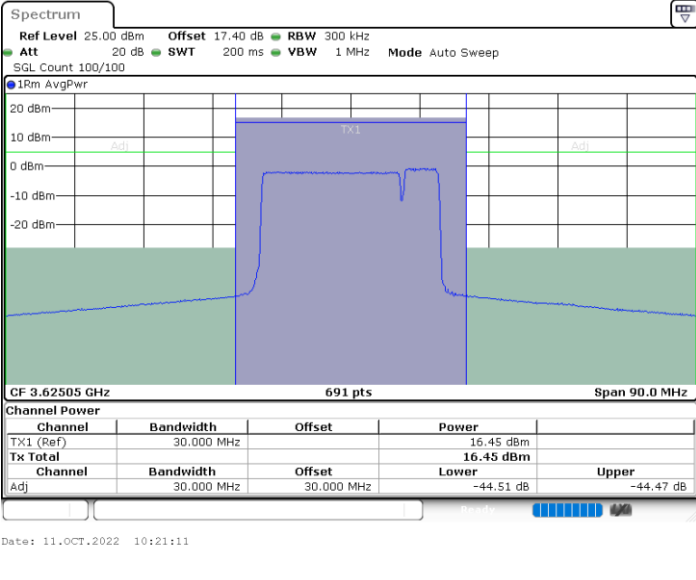 Spectrum
Ref Level 25.00 dBm Offset 17.40 dB RBW 300 kHz
Att 20 dB SWT 200 ms VBW 1 MHz Mode Auto Sweep
SGL Count 100/100
1Rm AvgPwr
20 dBm
TX1
10 dBm
Adj Adj
0 dBm
-10 dBm
-20 dBm
CF 3.62505 GHz 691 pts Span 90.0 MHz
Channel Power
Channel Bandwidth Offset Power
TX1 (Ref) 30.000 MHz 16.45 dBm
Tx Total 16.45 dBm
Channel Bandwidth Offset Lower Upper
Adj 30.000 MHz 30.000 MHz -44.51 dB -44.47 dB
Ready
Date: 11.OCT.2022 10:21:11